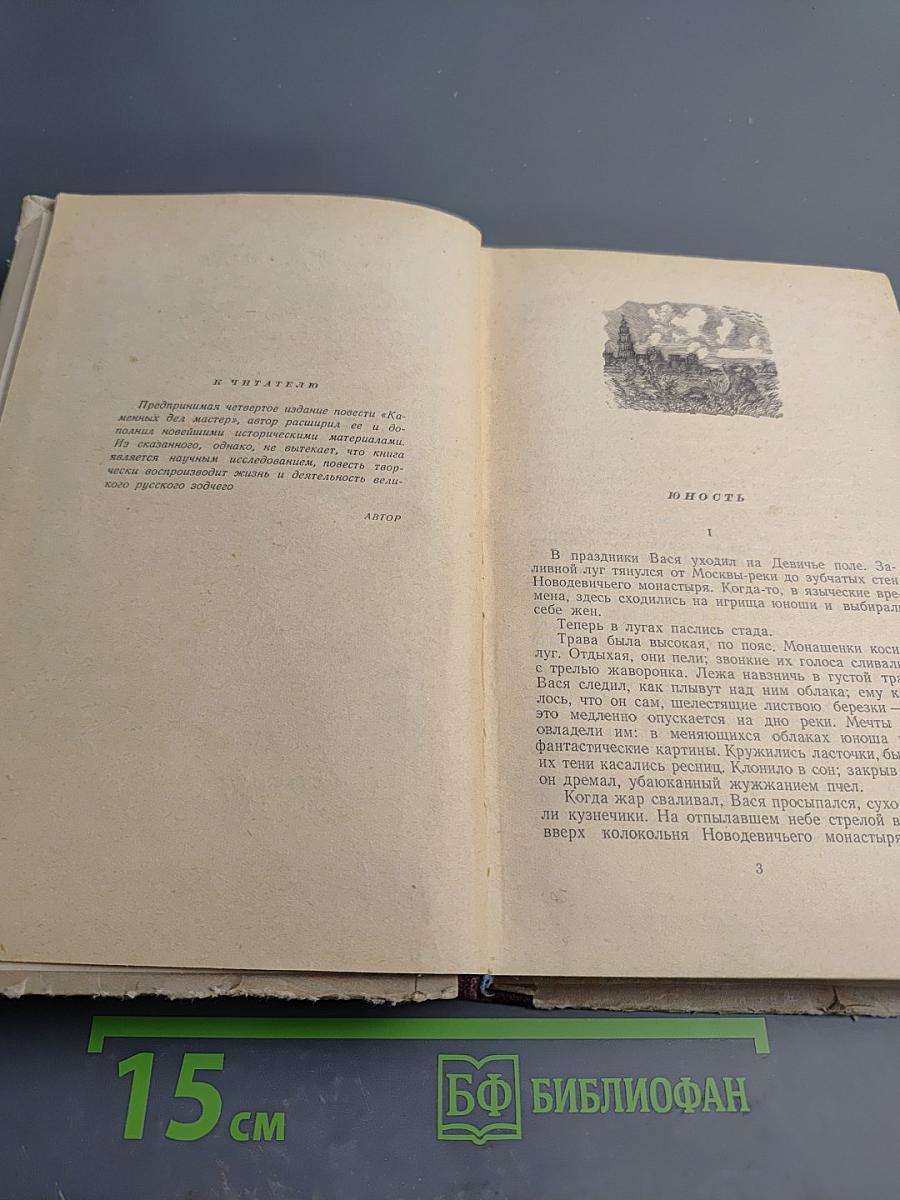 К ЧИТАТЕЛЮ
Предпринимая четвертое издание повести «Ка-
менных дел мастер», автор расширил ее и до-
полнил новейшими историческими материалами.
Из сказанного, однако, не вытекает, что книга
является научным исследованием, повесть твор-
чески воспроизводит жизнь и деятельность вели-
кого русского зодчего
АВТОР
ЮНОСТЬ
I
В праздники Вася уходил на Девичье поле. За-
ливной луг тянулся от Москвы-реки до зубчатых стен
Новодевичьего монастыря. Когда-то, в языческие вре-
мена, здесь сходились на игрища юноши и выбирал
себе жен.
Теперь в лугах паслись стада.
Трава была высокая, по пояс. Монашенки коси
луг. Отдыхая, они пели; звонкие их голоса сливал
с трелью жаворонка. Лежа навзничь в густой тра
Вася следил, как плывут над ним облака; ему к
лось, что он сам, шелестящие листвою березки —
это медленно опускается на дно реки. Мечты
овладели им: в меняющихся облаках юноша
фантастические картины. Кружились ласточки, бы
их тени касались ресниц. Клонило в сон; закрыв
он дремал, убаюканный жужжанием пчел.
Когда жар сваливал, Вася просыпался, сухо
ли кузнечики. На отпылавшем небе стрелой в
вверх колокольня Новодевичьего монастыря
3
15 см
БФ БИБЛИОФАН